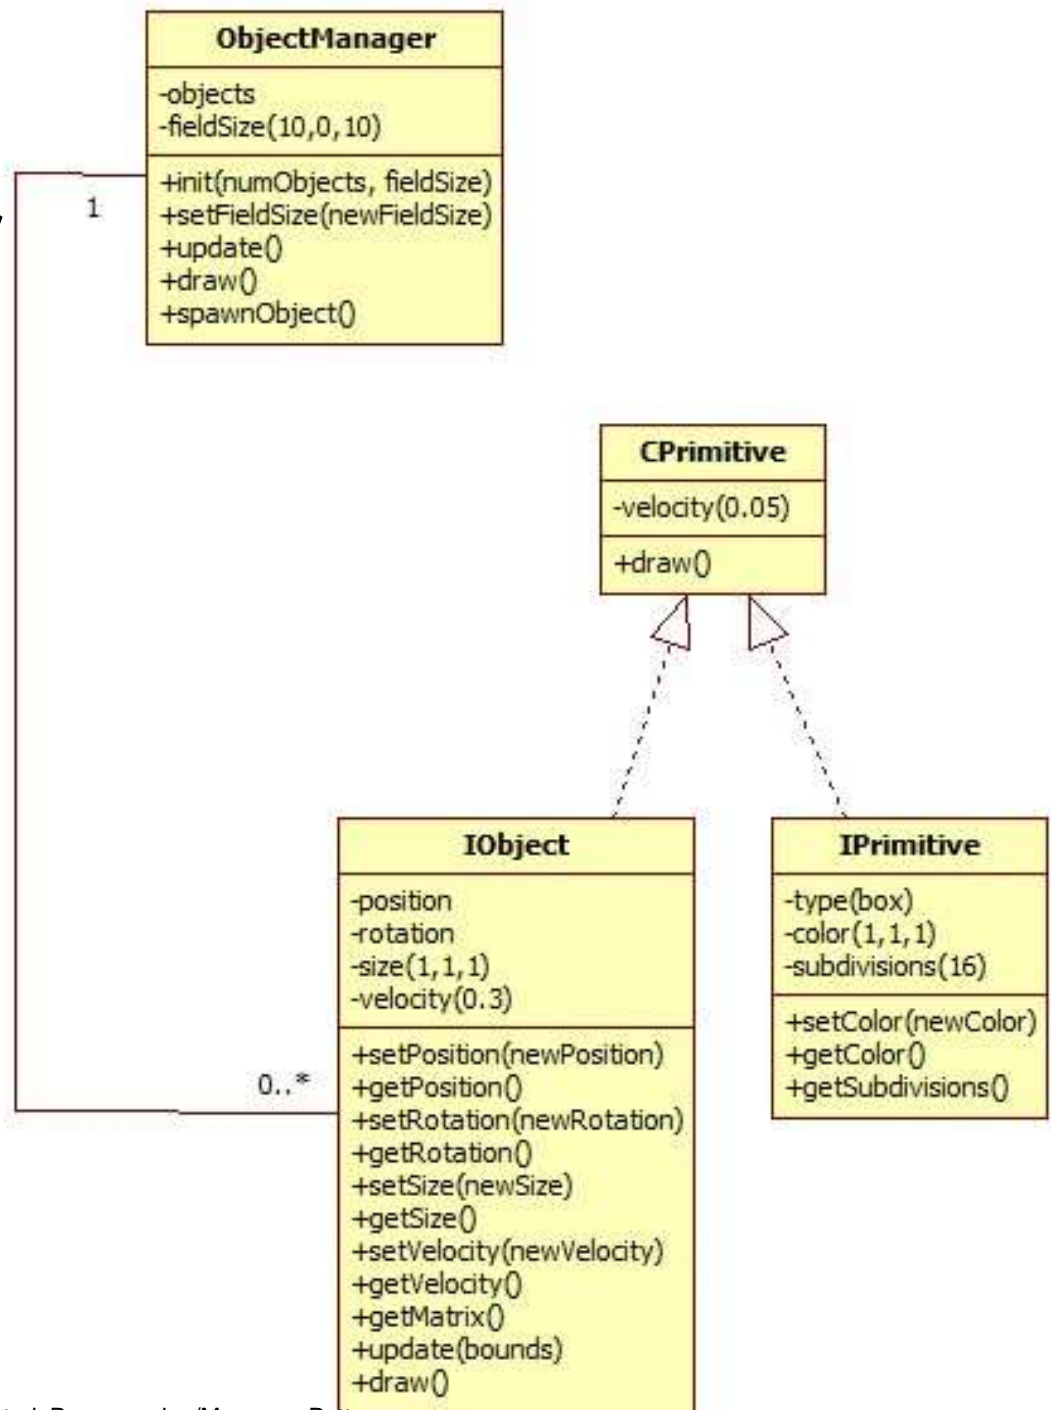 ObjectManager
-objects
-fieldSize(10,0,10)
+init(numObjects, fieldSize)
+setFieldSize(newFieldSize)
+update()
+draw()
+spawnObject()
1
CPrimitive
-velocity(0.05)
+draw()
IObject
-position
-rotation
-size(1,1,1)
-velocity(0.3)
+setPosition(newPosition)
+getPosition()
+setRotation(newRotation)
+getRotation()
+setSize(newSize)
+getSize()
+setVelocity(newVelocity)
+getVelocity()
+getMatrix()
+update(bounds)
+draw()
0..*
IPrimitive
-type(box)
-color(1,1,1)
-subdivisions(16)
+setColor(newColor)
+getColor()
+getSubdivisions()